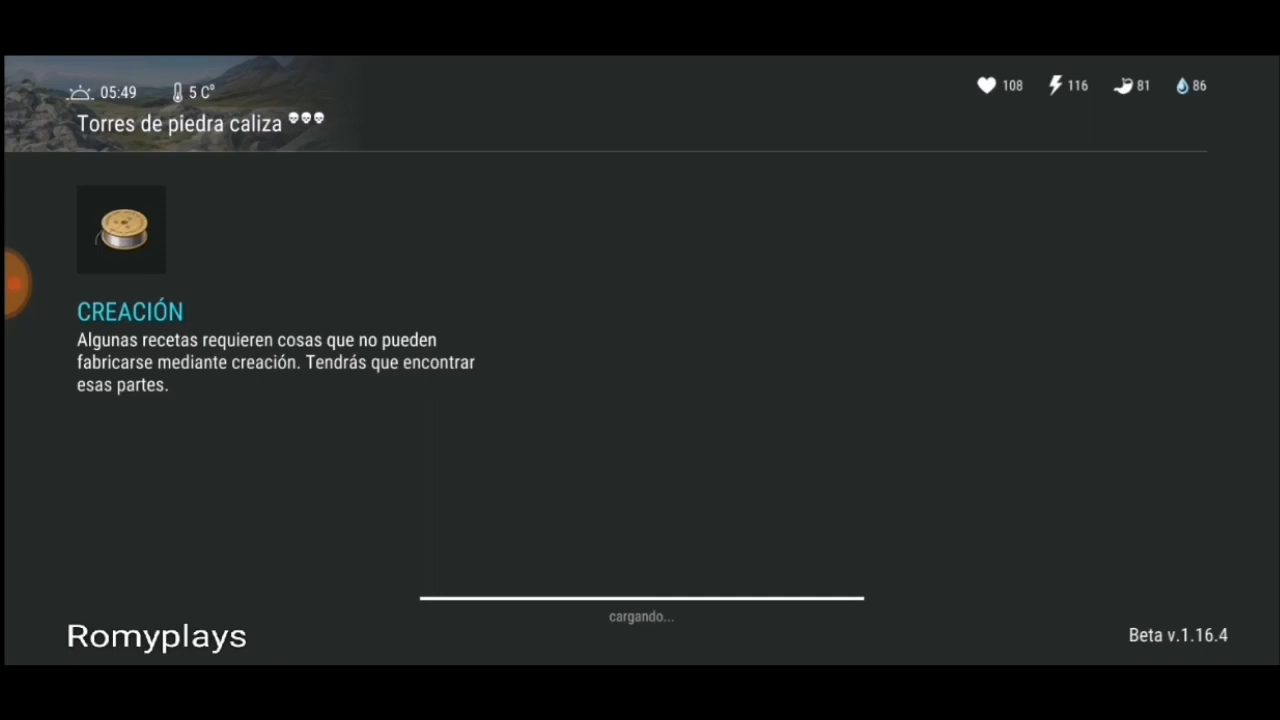 05:49 5 C°
108 116 81 86
Torres de piedra caliza
CREACIÓN
Algunas recetas requieren cosas que no pueden
fabricarse mediante creación. Tendrás que encontrar
esas partes.
cargando...
Romyplays
Beta v.1.16.4